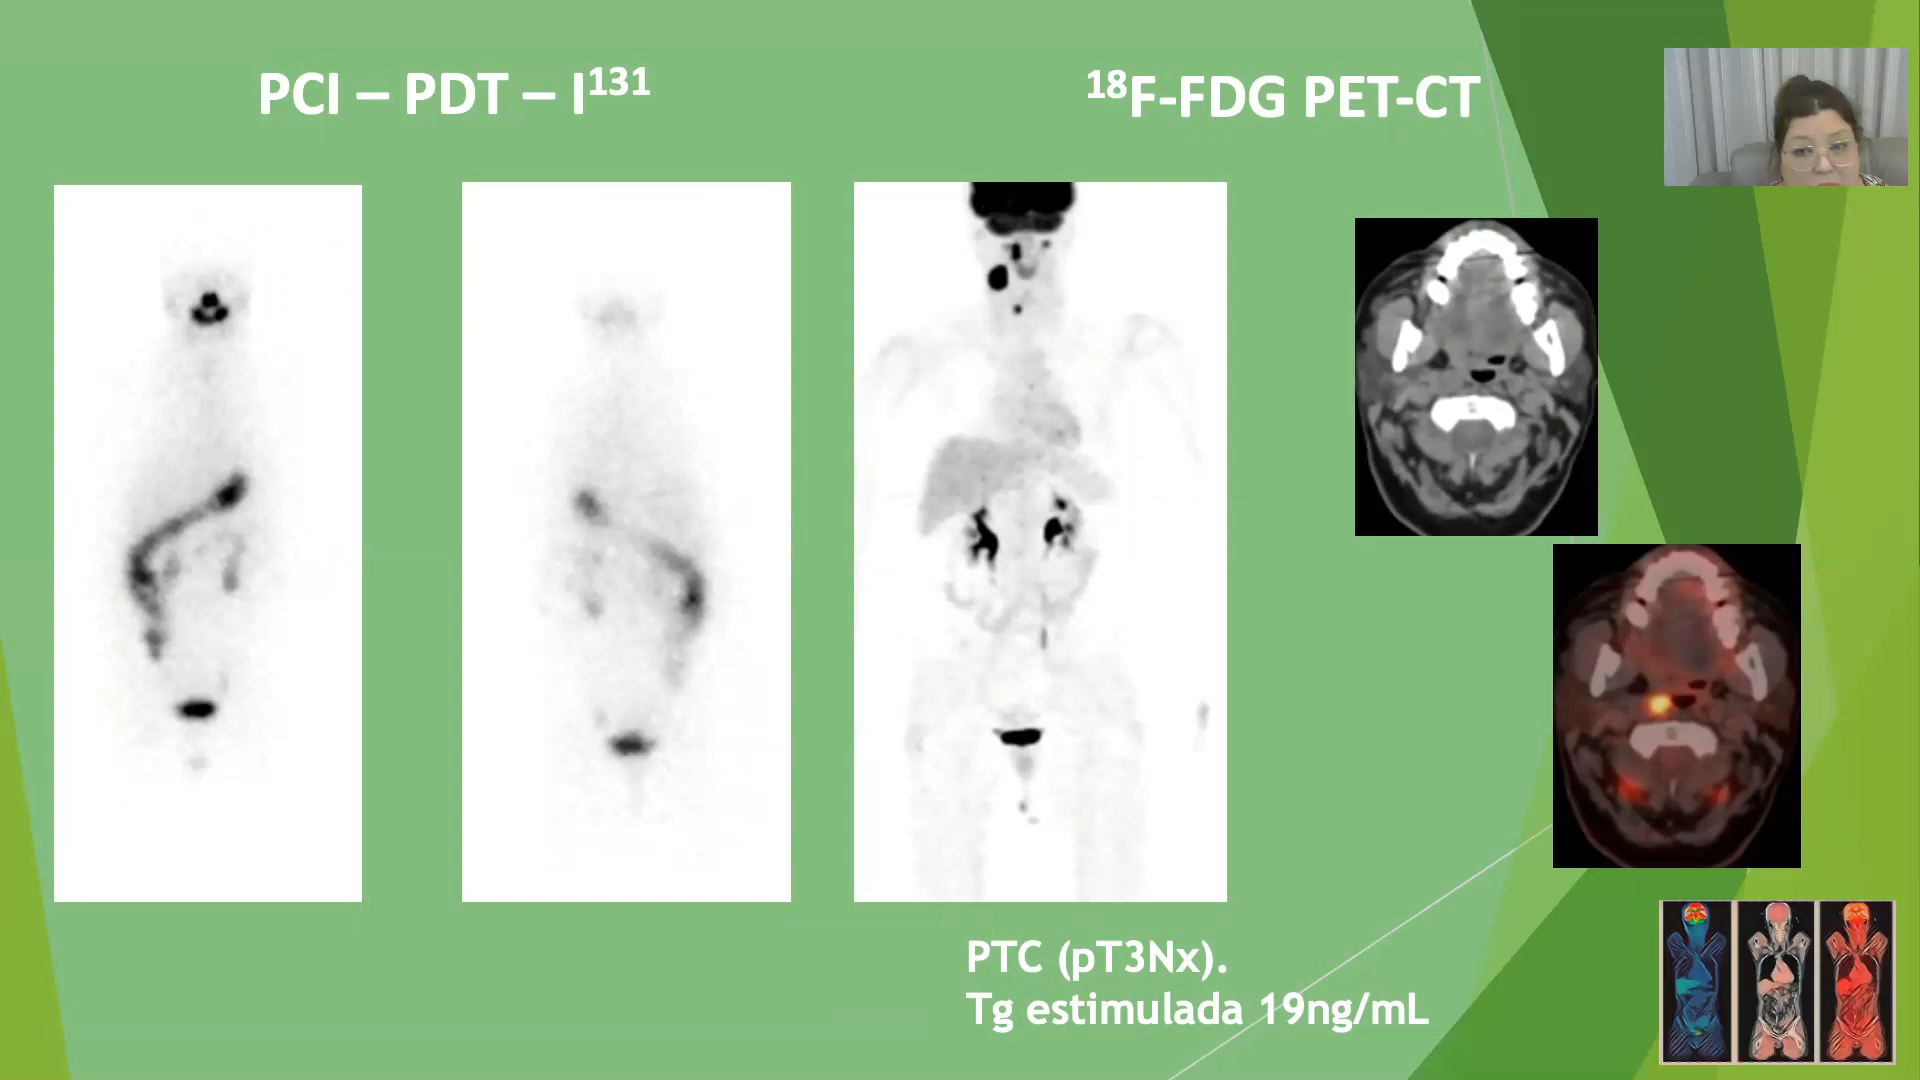 PCI – PDT – I¹³¹
¹⁸F-FDG PET-CT
PTC (pT3Nx).
Tg estimulada 19ng/mL